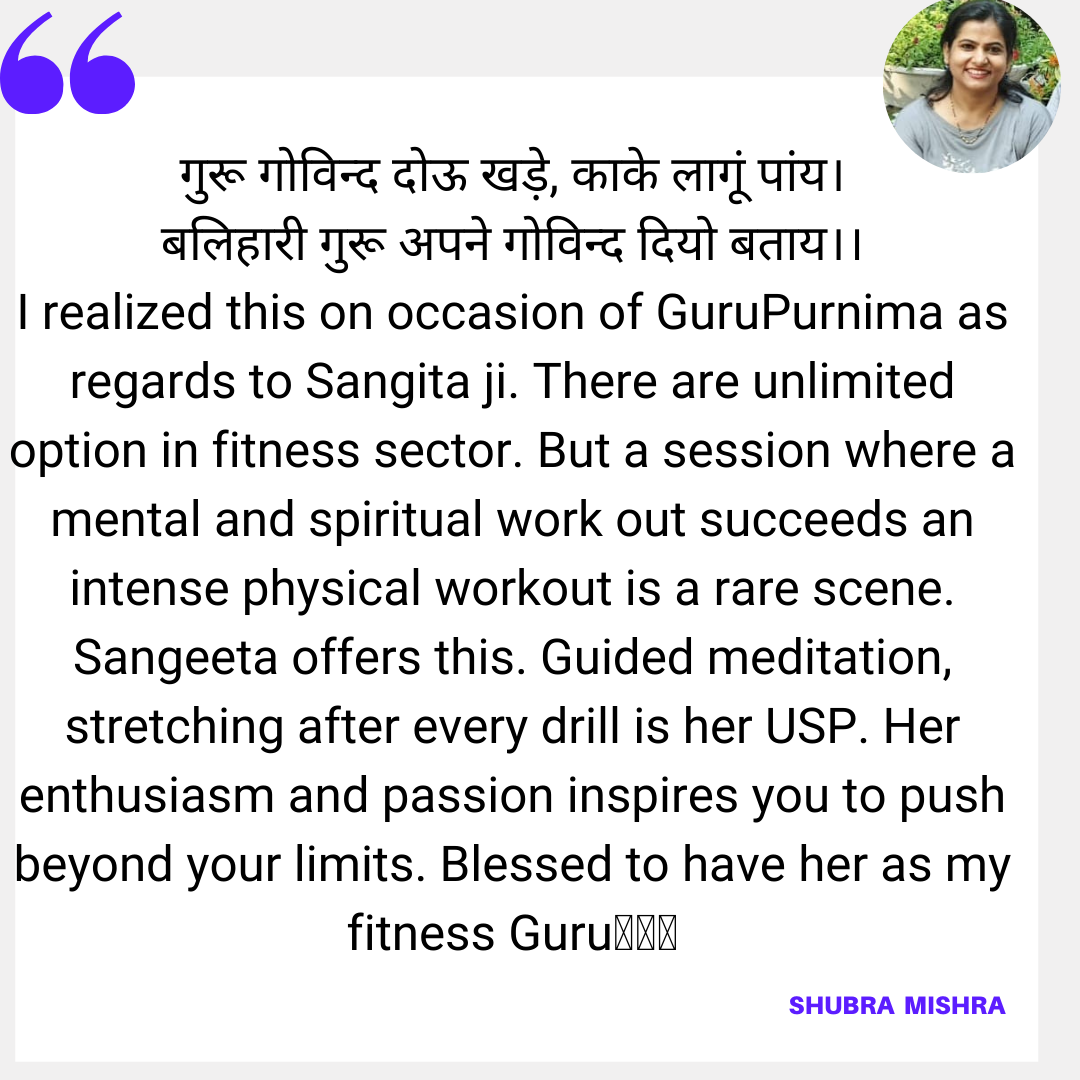 गुरू गोविन्द दोऊ खड़े, काके लागूं पांय।
बलिहारी गुरू अपने गोविन्द दियो बताय।।
I realized this on occasion of GuruPurnima as
regards to Sangita ji. There are unlimited
option in fitness sector. But a session where a
mental and spiritual work out succeeds an
intense physical workout is a rare scene.
Sangeeta offers this. Guided meditation,
stretching after every drill is her USP. Her
enthusiasm and passion inspires you to push
beyond your limits. Blessed to have her as my
fitness Guru
SHUBRA MISHRA